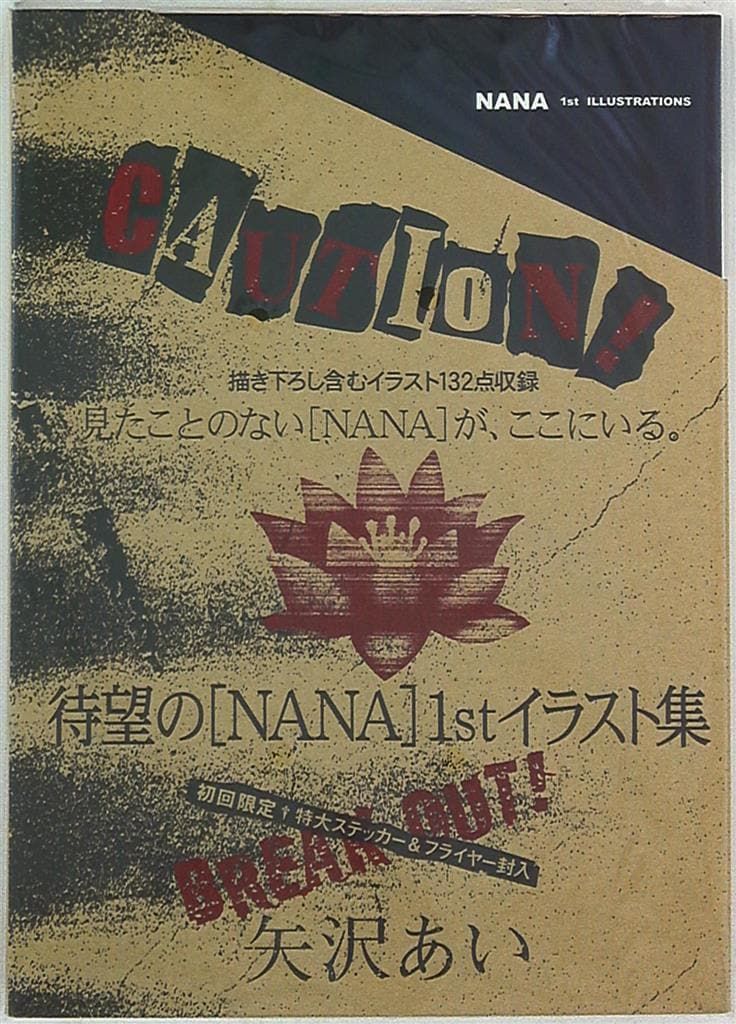 NANA 1st ILLUSTRATIONS
CAUTION!
描き下ろし含むイラスト132点収録
見たことのない[NANA]が、ここにいる。
待望の[NANA]1stイラスト集
BREAK OUT!
初回限定†特大ステッカー&フライヤー封入
矢沢あい